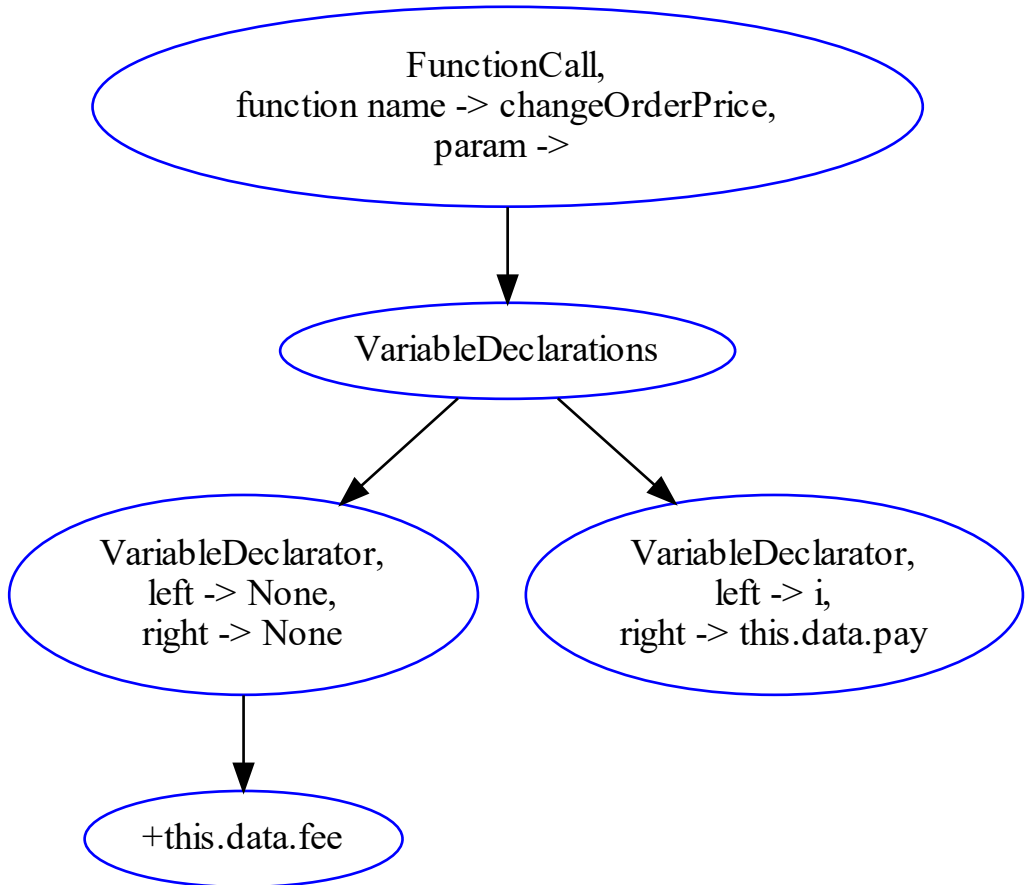 FunctionCall,
function name -> changeOrderPrice,
param ->
VariableDeclarations
VariableDeclarator,
left -> None,
right -> None
VariableDeclarator,
left -> i,
right -> this.data.pay
+this.data.fee